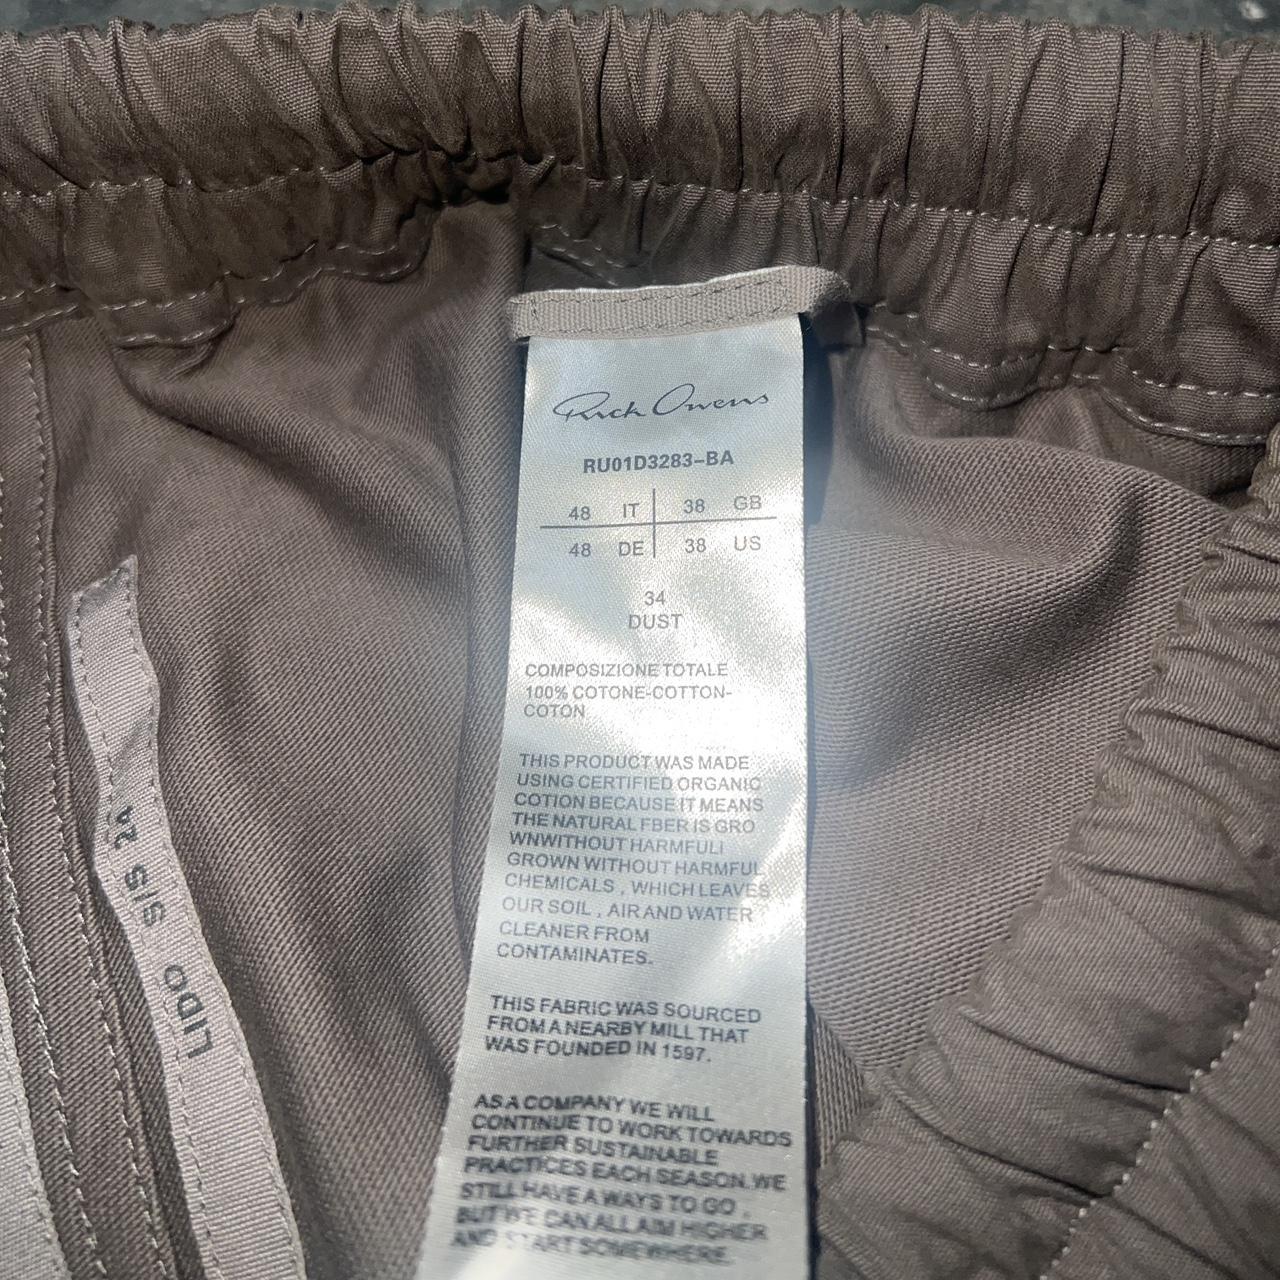 Rick Owens
RU01D3283-BA
48 IT 38 GB
48 DE 38 US
34
DUST
COMPOSIZIONE TOTALE
100% COTONE-COTTON-
COTON
THIS PRODUCT WAS MADE
USING CERTIFIED ORGANIC
COTION BECAUSE IT MEANS
THE NATURAL FBER IS GRO
WNWITHOUT HARMFULI
GROWN WITHOUT HARMFUL
CHEMICALS , WHICH LEAVES
OUR SOIL , AIR AND WATER
CLEANER FROM
CONTAMINATES.
THIS FABRIC WAS SOURCED
FROM A NEARBY MILL THAT
WAS FOUNDED IN 1597.
AS A COMPANY WE WILL
CONTINUE TO WORK TOWARDS
FURTHER SUSTAINABLE
PRACTICES EACH SEASON.WE
STILL HAVE A WAYS TO GO ,
BUT WE CAN ALL AIM HIGHER
AND START SOMEWHERE.
LIDO S/S 24